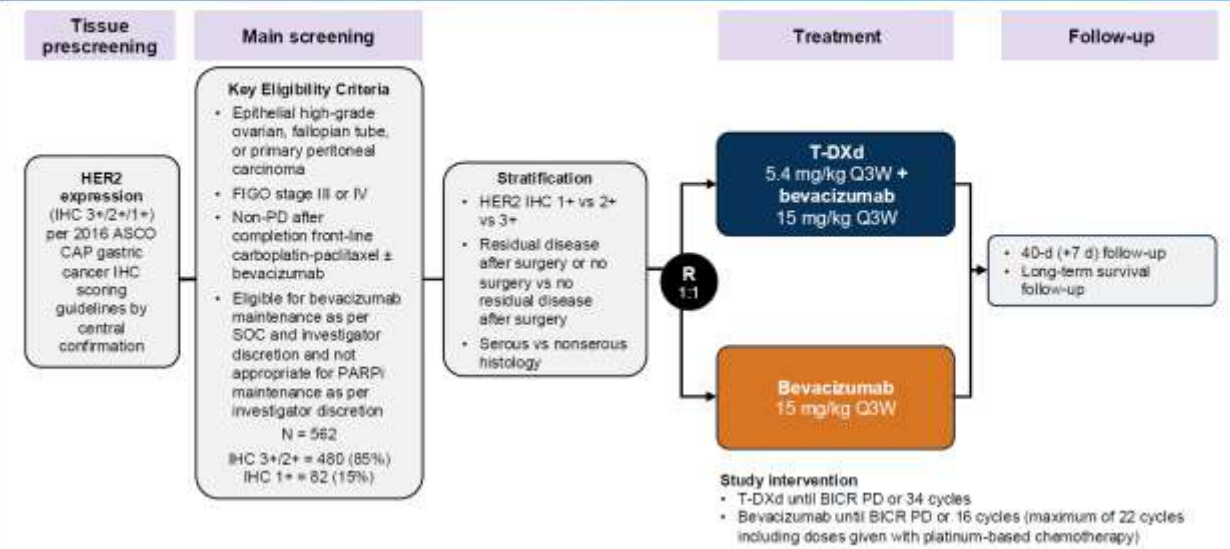 Tissue
prescreening
Main screening
Treatment
Follow-up
HER2
expression
(IHC 3+/2+/1+)
per 2016 ASCO
CAP gastric
cancer IHC
scoring
guidelines by
central
confirmation
Key Eligibility Criteria
• Epithelial high-grade
ovarian, fallopian tube,
or primary peritoneal
carcinoma
• FIGO stage III or IV
• Non-PD after
completion front-line
carboplatin-paclitaxel ±
bevacizumab
• Eligible for bevacizumab
maintenance as per
SOC and investigator
discretion and not
appropriate for PARPi
maintenance as per
investigator discretion
N = 562
IHC 3+/2+ = 480 (85%)
IHC 1+ = 82 (15%)
Stratification
• HER2 IHC 1+ vs 2+
vs 3+
• Residual disease
after surgery or no
surgery vs no
residual disease
after surgery
• Serous vs nonserous
histology
R
1:1
T-DXd
5.4 mg/kg Q3W +
bevacizumab
15 mg/kg Q3W
Bevacizumab
15 mg/kg Q3W
• 40-d (+7 d) follow-up
• Long-term survival
follow-up
Study intervention
• T-DXd until BICR PD or 34 cycles
• Bevacizumab until BICR PD or 16 cycles (maximum of 22 cycles
including doses given with platinum-based chemotherapy)